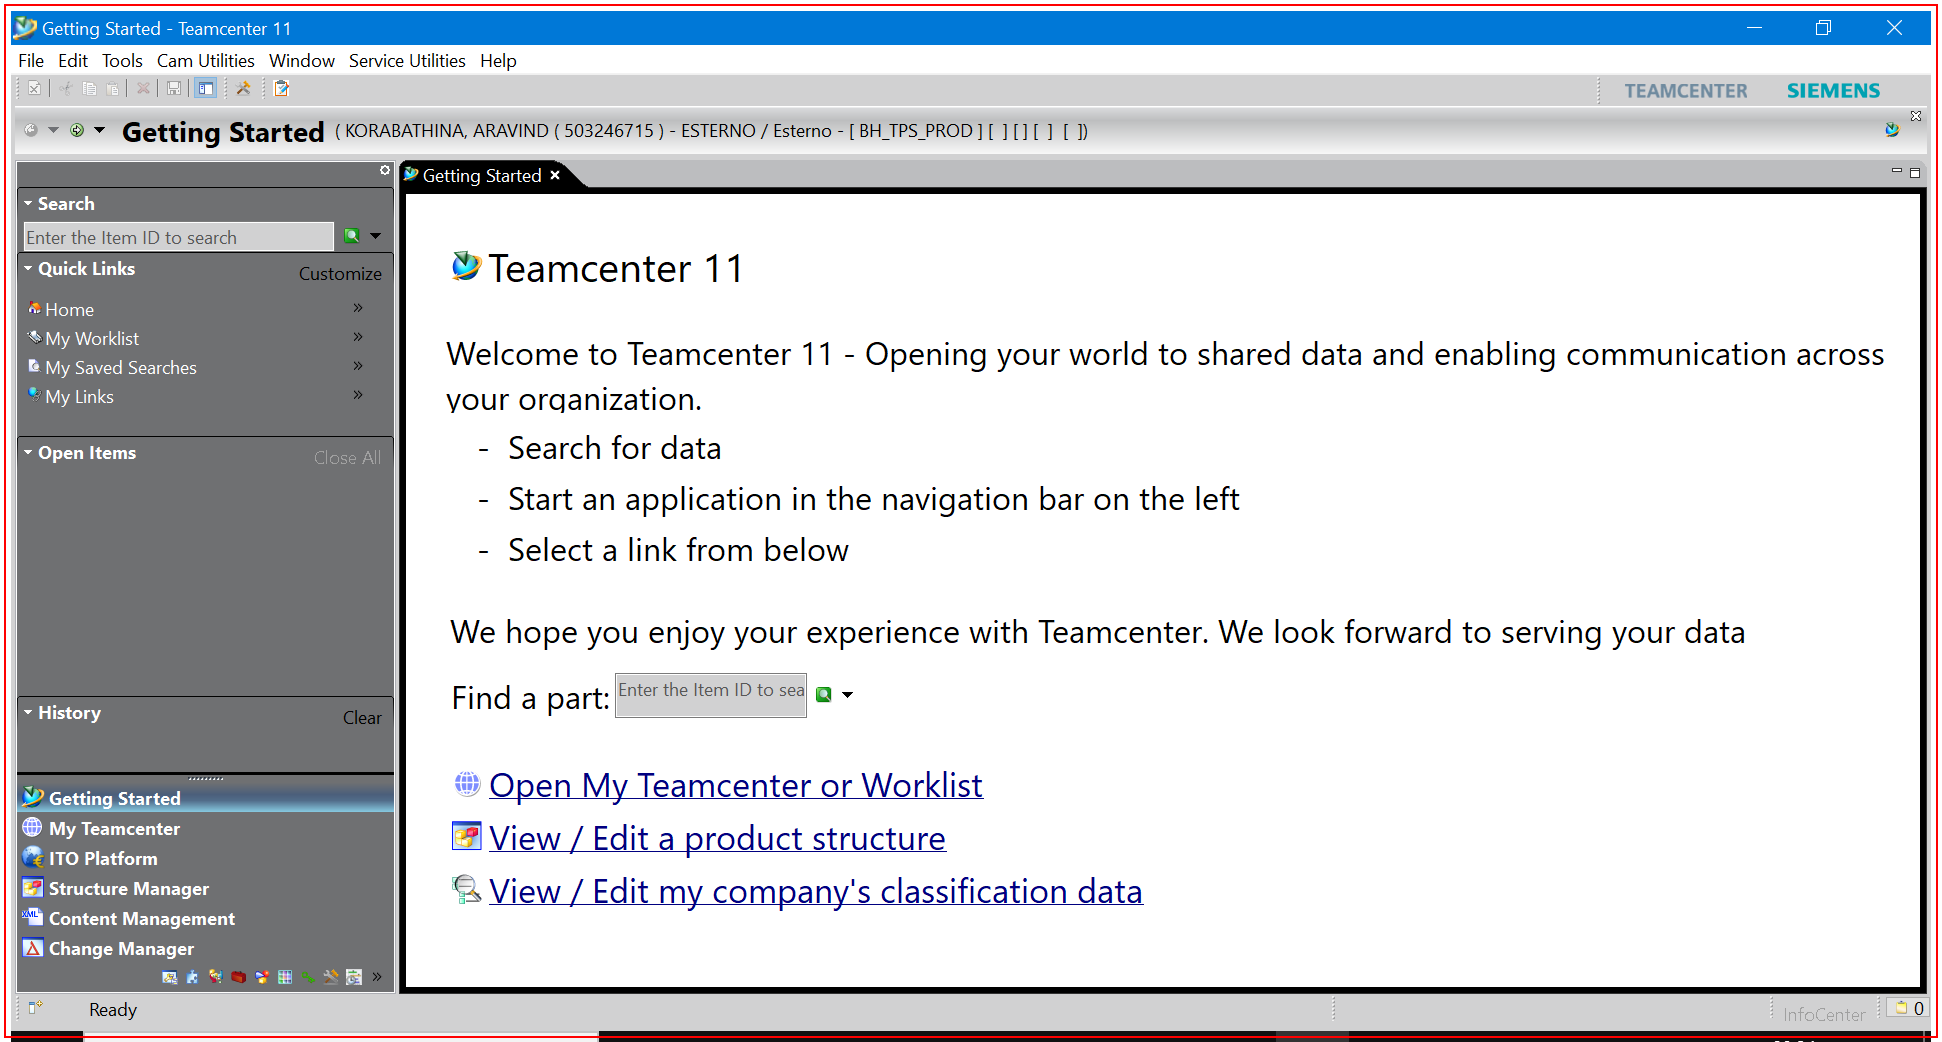 Getting Started - Teamcenter 11
File Edit Tools Cam Utilities Window Service Utilities Help
TEAMCENTER SIEMENS
Getting Started ( KORABATHINA, ARAVIND ( 503246715 ) - ESTERNO / Esterno - [ BH_TPS_PROD ] [ ] [ ] [ ] [ ])
Getting Started
Search
Enter the Item ID to search
Quick Links Customize
Home »
My Worklist »
My Saved Searches »
My Links »
Open Items Close All
History Clear
Getting Started
My Teamcenter
ITO Platform
Structure Manager
XML Content Management
Change Manager
»
Teamcenter 11
Welcome to Teamcenter 11 - Opening your world to shared data and enabling communication across
your organization.
- Search for data
- Start an application in the navigation bar on the left
- Select a link from below
We hope you enjoy your experience with Teamcenter. We look forward to serving your data
Find a part: Enter the Item ID to sea
Open My Teamcenter or Worklist
View / Edit a product structure
View / Edit my company's classification data
Ready InfoCenter 0